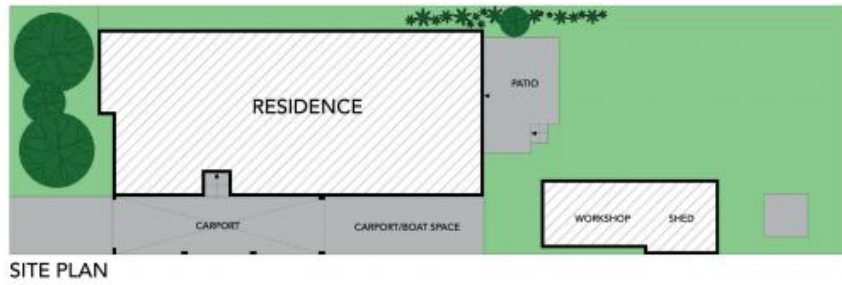 PATIO
RESIDENCE
WORKSHOP SHED
CARPORT CARPORT/BOAT SPACE
SITE PLAN